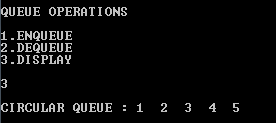 QUEUE OPERATIONS
1.ENQUEUE
2.DEQUEUE
3.DISPLAY
3
CIRCULAR QUEUE : 1 2 3 4 5